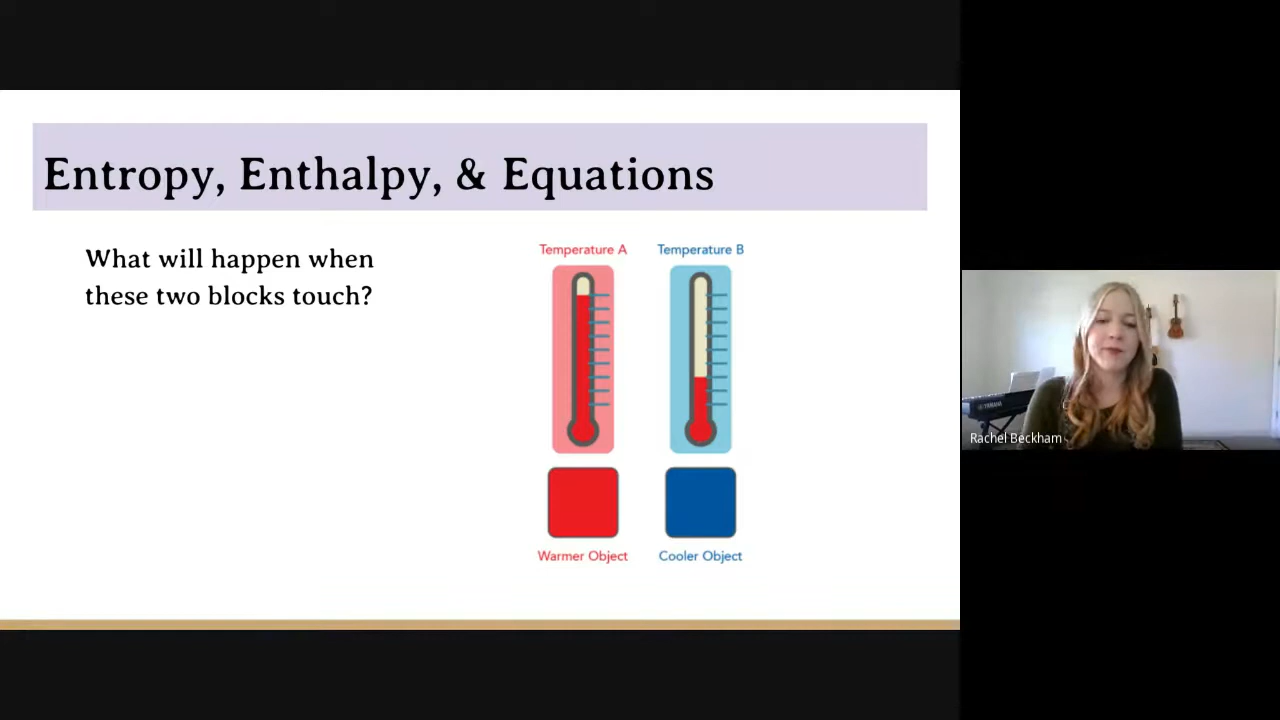 Entropy, Enthalpy, & Equations
What will happen when
these two blocks touch?
Temperature A
Temperature B
Warmer Object
Cooler Object
YAMAHA
Rachel Beckham